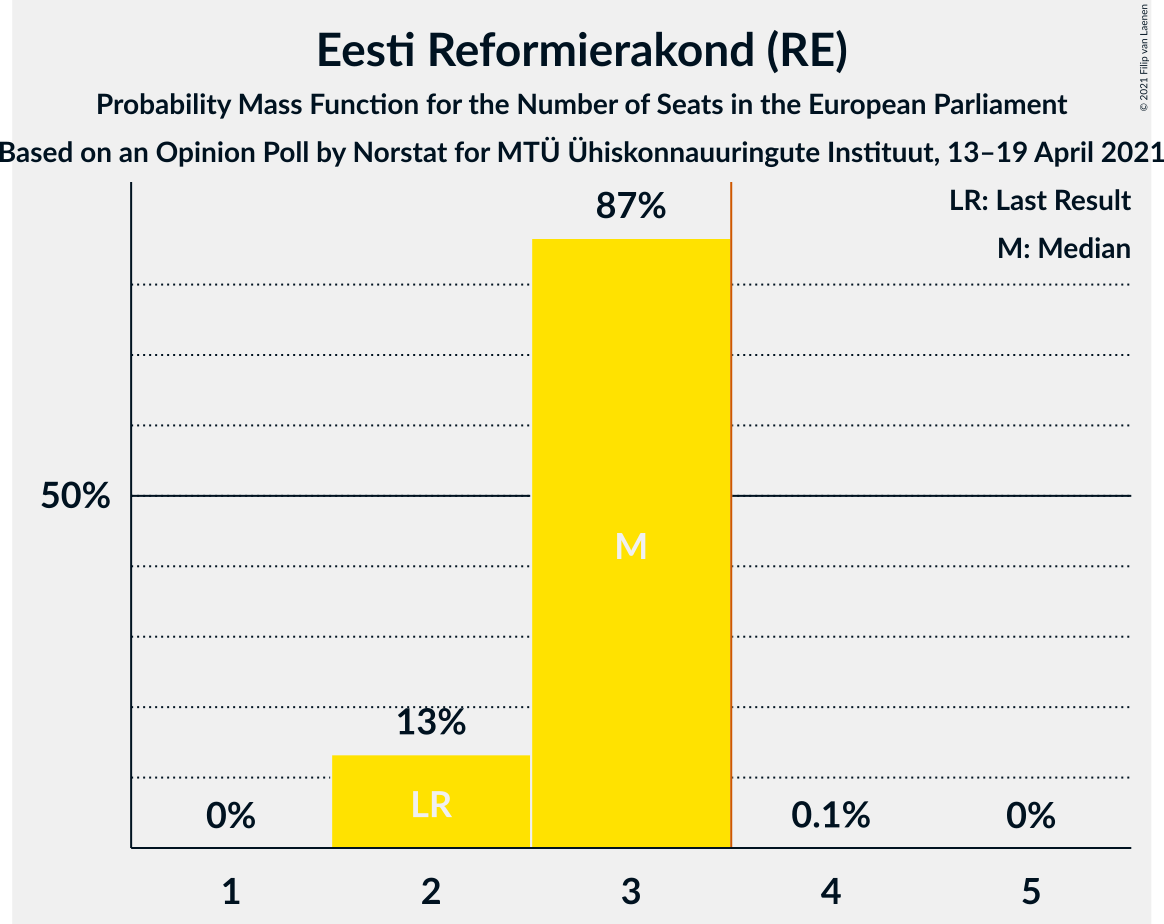 Eesti Reformierakond (RE)
Probability Mass Function for the Number of Seats in the European Parliament
Based on an Opinion Poll by Norstat for MTÜ Ühiskonnauuringute Instituut, 13–19 April 2021
© 2021 Filip van Laenen
LR: Last Result
M: Median
87%
50%
M
13%
LR
0%
0.1%
0%
1
2
3
4
5